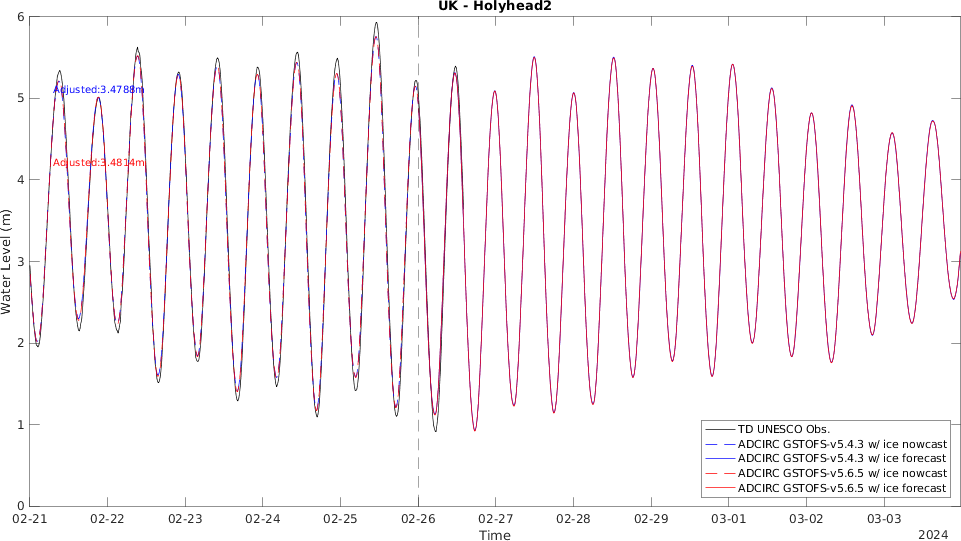 UK - Holyhead2
6
5
4
3
2
1
0
Water Level (m)
Adjusted:3.4788m
Adjusted:3.4814m
TD UNESCO Obs.
ADCIRC GSTOFS-v5.4.3 w/ ice nowcast
ADCIRC GSTOFS-v5.4.3 w/ ice forecast
ADCIRC GSTOFS-v5.6.5 w/ ice nowcast
ADCIRC GSTOFS-v5.6.5 w/ ice forecast
02-21 02-22 02-23 02-24 02-25 02-26 02-27 02-28 02-29 03-01 03-02 03-03
Time
2024